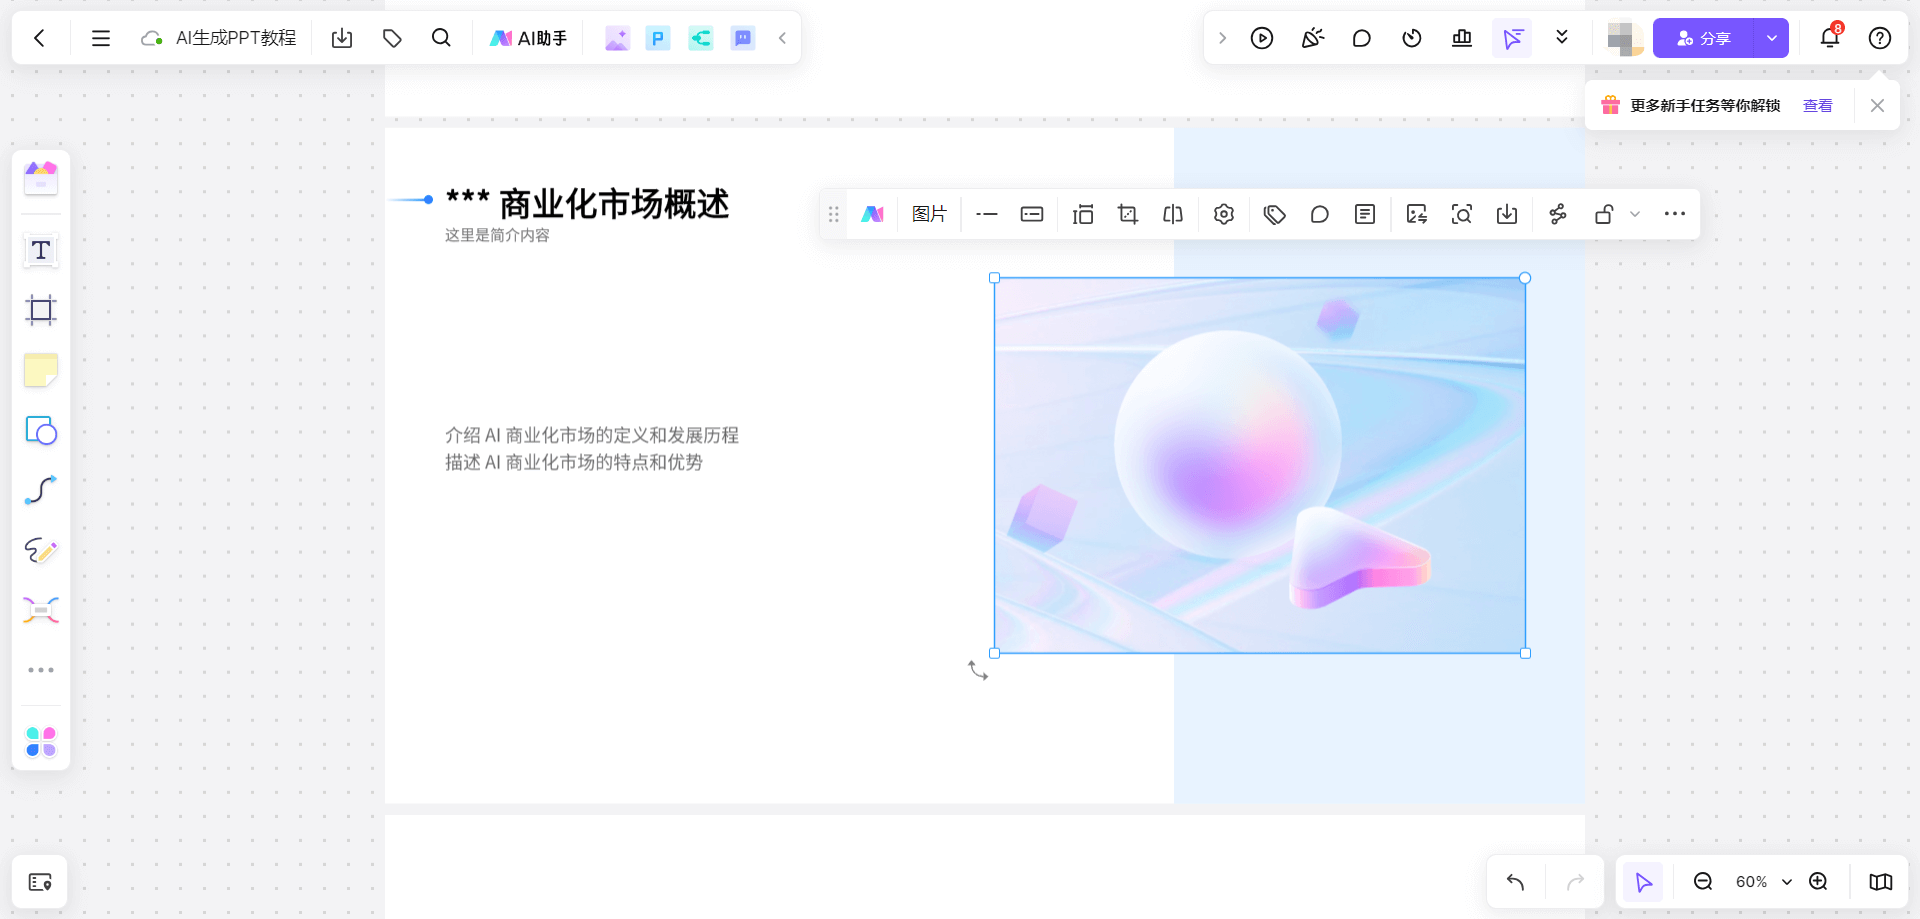 AI生成PPT教程
AI助手
分享
8
更多新手任务等你解锁 查看
*** 商业化市场概述
这里是简介内容
图片
T
介绍 AI 商业化市场的定义和发展历程
描述 AI 商业化市场的特点和优势
60%